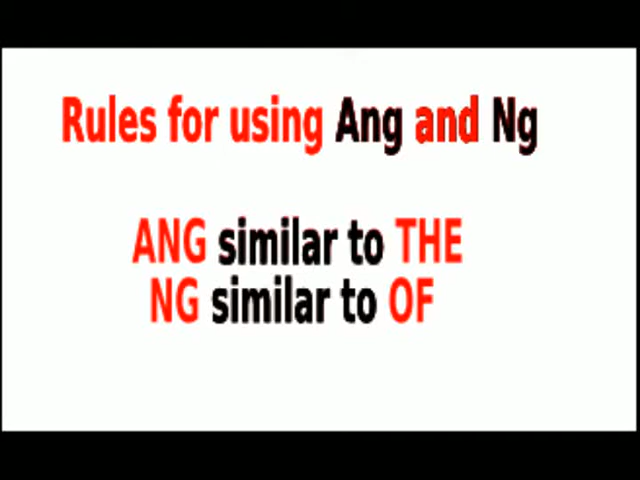 Rules for using Ang and Ng
ANG similar to THE
NG similar to OF